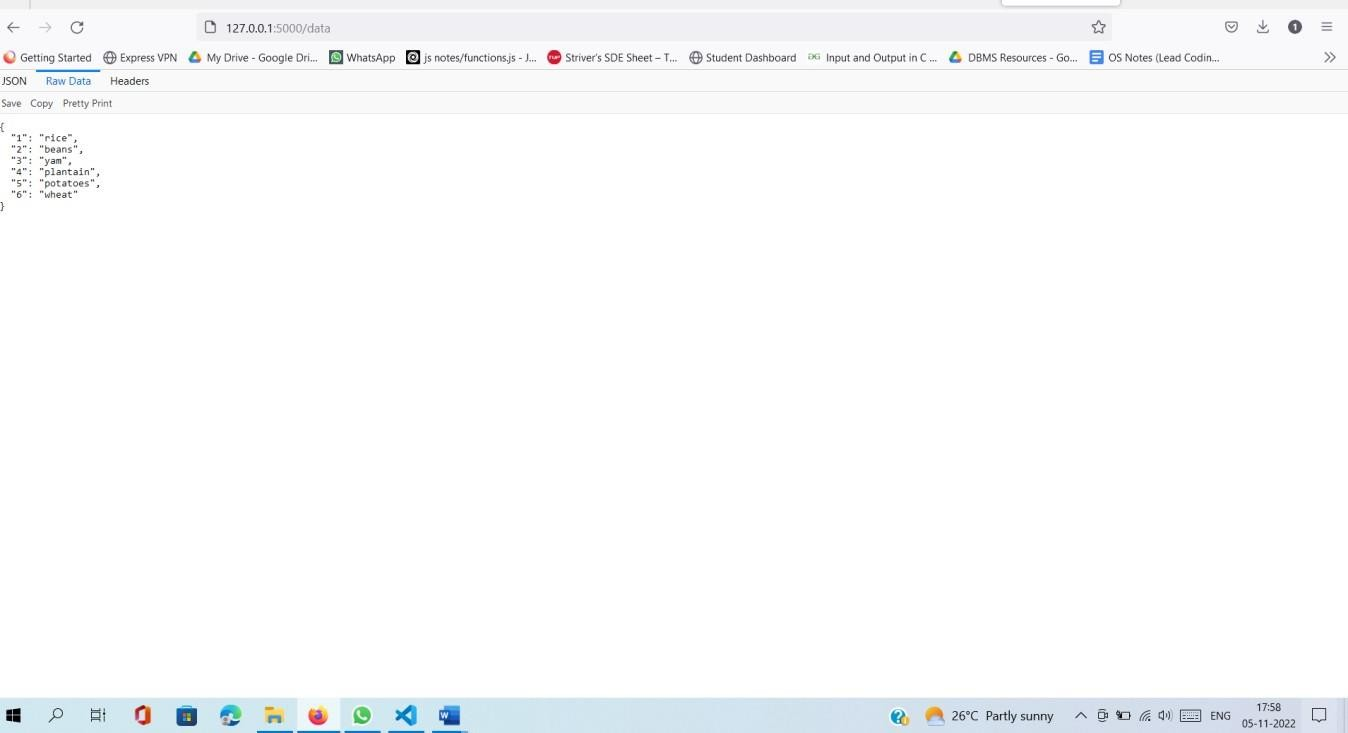 127.0.0.1:5000/data
1
Getting Started Express VPN My Drive - Google Dri... WhatsApp js notes/functions.js - J... TUF Striver's SDE Sheet – T... Student Dashboard Input and Output in C ... DBMS Resources - Go... OS Notes (Lead Codin...
JSON Raw Data Headers
Save Copy Pretty Print
{
"1": "rice",
"2": "beans",
"3": "yam",
"4": "plantain",
"5": "potatoes",
"6": "wheat"
}
26°C Partly sunny ENG 17:58
05-11-2022